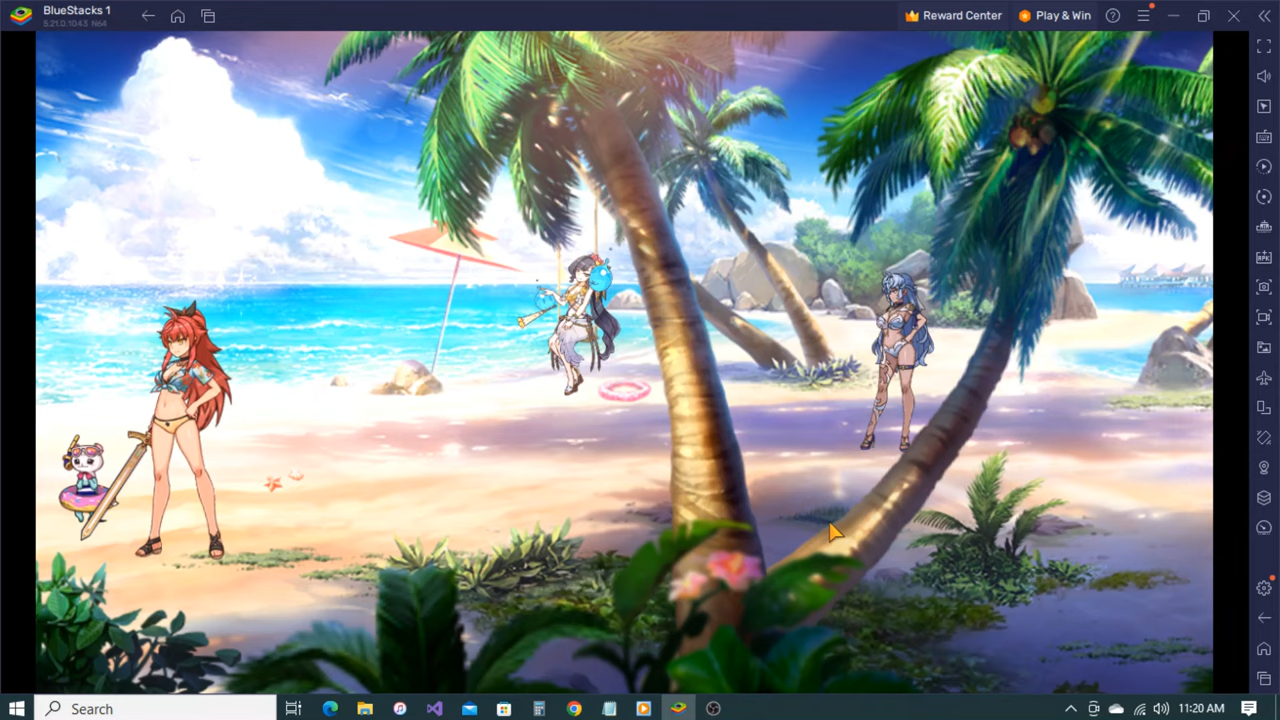 BlueStacks 1
5.21.0.1043 N64
Reward Center
Play & Win
Search
11:20 AM